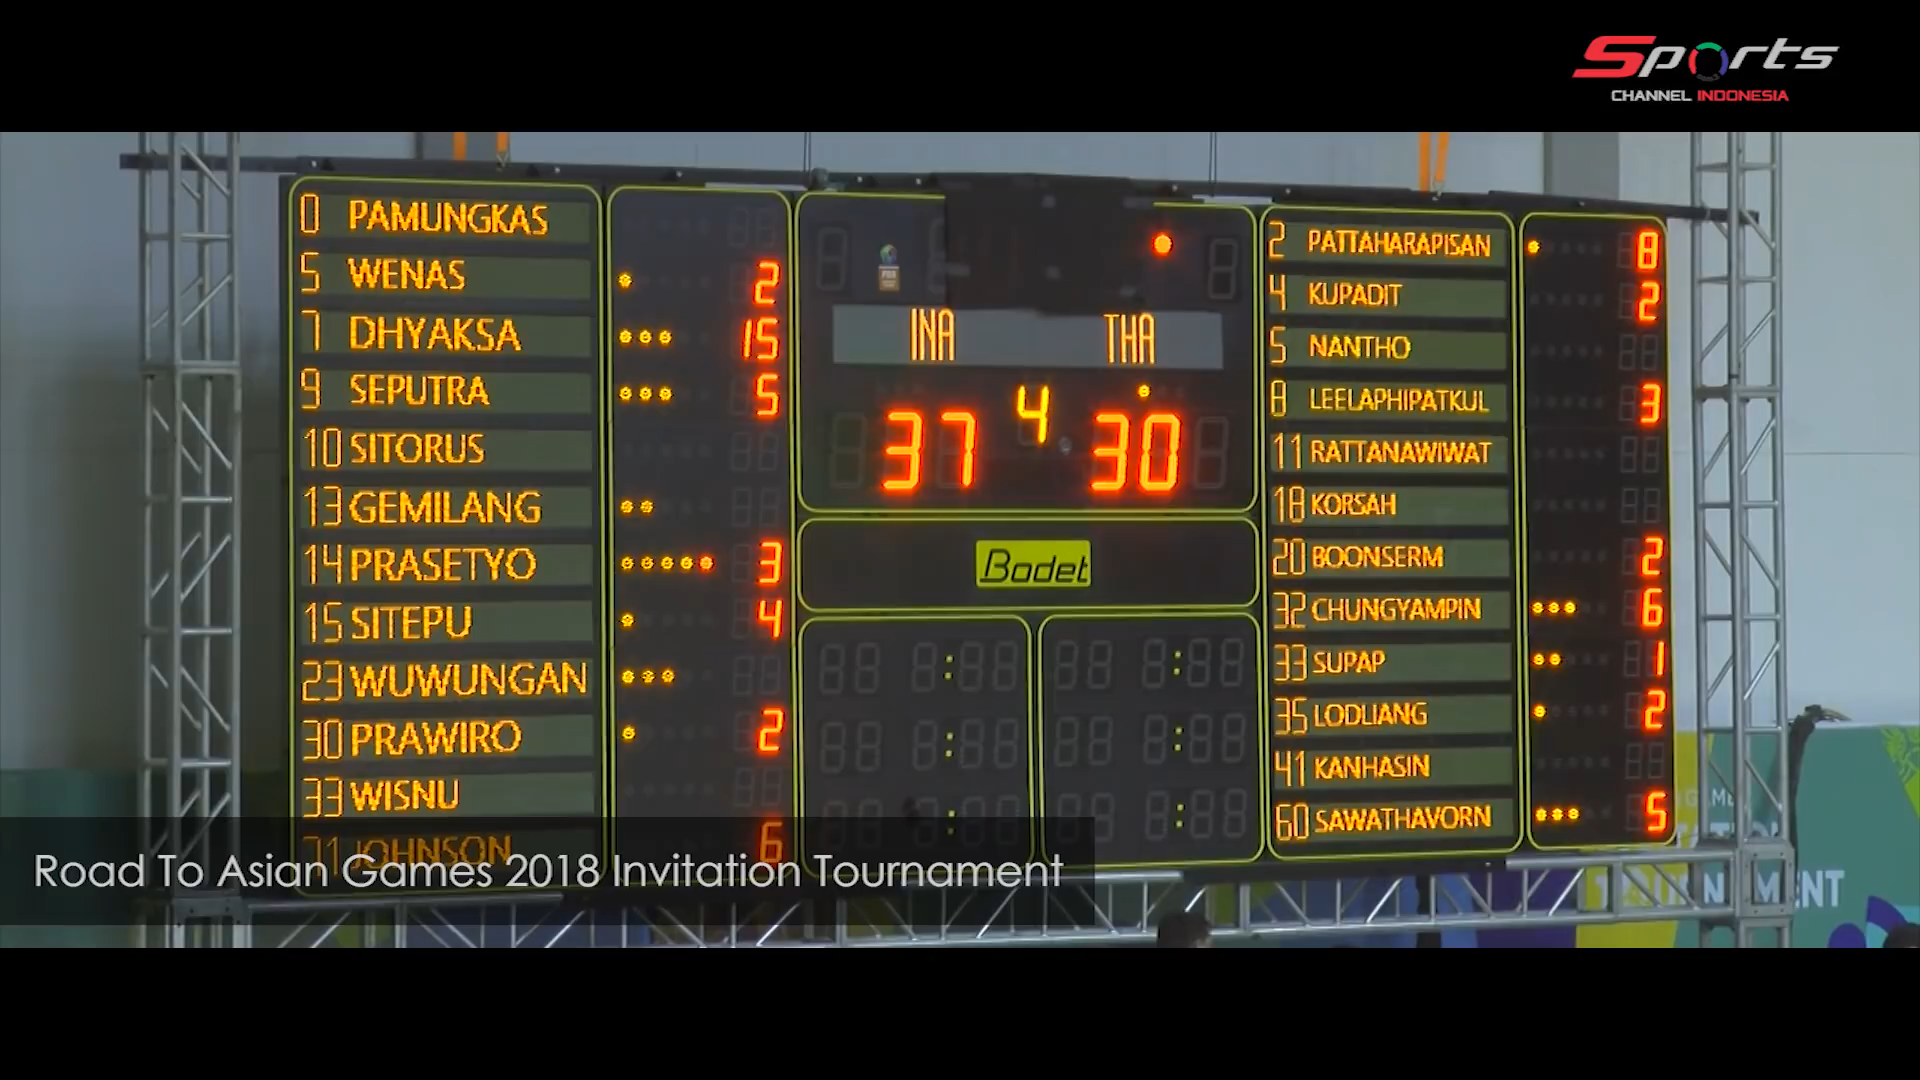 Sports
CHANNEL INDONESIA
0 PAMUNGKAS
5 WENAS 2
7 DHYAKSA 15
9 SEPUTRA 5
10 SITORUS
13 GEMILANG
14 PRASETYO 3
15 SITEPU 4
23 WUWUNGAN
30 PRAWIRO 2
33 WISNU
71 JOHNSON 6
INA THA
4
37 30
Bodet
2 PATTAHARAPISAN 8
4 KUPADIT 2
5 NANTHO
8 LEELAPHIPATKUL 3
11 RATTANAWIWAT
18 KORSAH
20 BOONSERM 2
32 CHUNGYAMPIN 6
33 SUPAP 1
35 LODLIANG 2
41 KANHASIN
60 SAWATHAVORN 5
Road To Asian Games 2018 Invitation Tournament